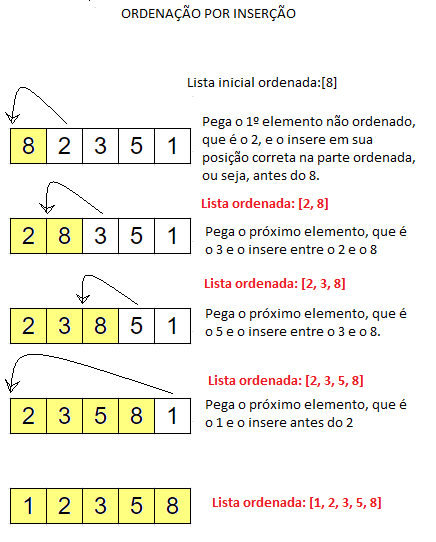 ORDENAÇÃO POR INSERÇÃO
Lista inicial ordenada:[8]
8 2 3 5 1
Pega o 1º elemento não ordenado,
que é o 2, e o insere em sua
posição correta na parte ordenada,
ou seja, antes do 8.
Lista ordenada: [2, 8]
2 8 3 5 1
Pega o próximo elemento, que é
o 3 e o insere entre o 2 e o 8
Lista ordenada: [2, 3, 8]
2 3 8 5 1
Pega o próximo elemento, que é
o 5 e o insere entre o 3 e o 8.
Lista ordenada: [2, 3, 5, 8]
2 3 5 8 1
Pega o próximo elemento, que é
o 1 e o insere antes do 2
1 2 3 5 8
Lista ordenada: [1, 2, 3, 5, 8]